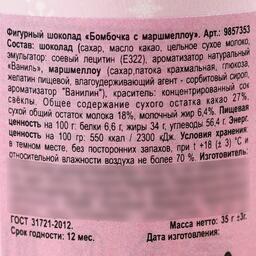 Фигурный шоколад «Бомбочка с маршмеллоу». Арт.: 9857353
Состав: шоколад (сахар, масло какао, цельное сухое молоко,
эмульгатор: соевый лецитин (Е322), ароматизатор натуральный
«Ваниль», маршмеллоу (сахар,патока крахмальная, глюкоза,
желатин пищевой, влагоудерживающий агент - сорбитовый сироп,
ароматизатор "Ванилин"), краситель: концентрированный сок
свёклы. Общее содержание сухого остатка какао 27%,
сухой общий остаток молока 18%, молочный жир 6,4%. Пищевая
ценность на 100 г: белки 6,6 г, жиры 34 г, углеводы 56,4 г. Энерг.
ценность на 100 гр: 550 ккал / 2300 кДж. Условия хранения:
в темном месте, без посторонних запахов, при t +18 (± 3) °С и
относительной влажности воздуха не более 70 %. Изготовитель:
ГОСТ 31721-2012. Масса: 35 г ±3г.
Срок годности: 12 мес. Дата изготовления: